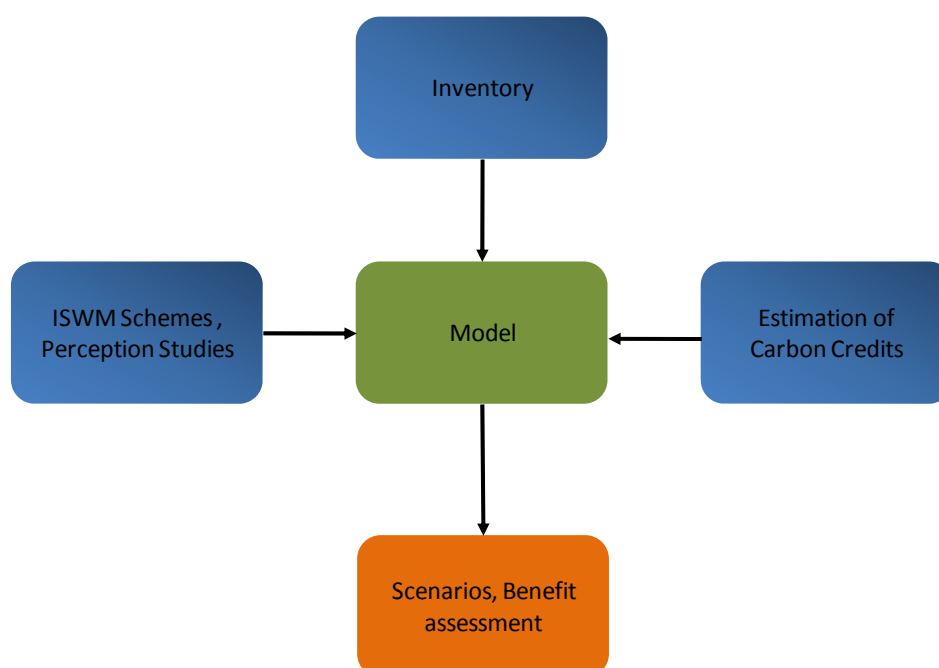 Inventory
ISWM Schemes ,
Perception Studies
Model
Estimation of
Carbon Credits
Scenarios, Benefit
assessment